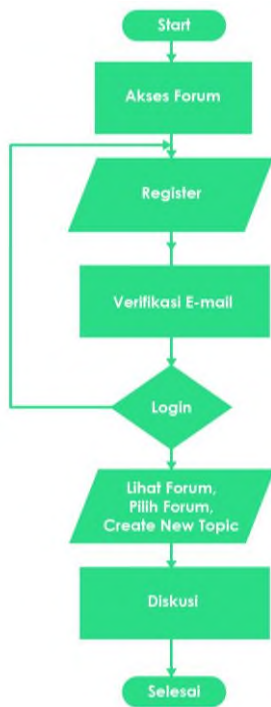 Start
Akses Forum
Register
Verifikasi E-mail
Login
Lihat Forum,
Pilih Forum,
Create New Topic
Diskusi
Selesai